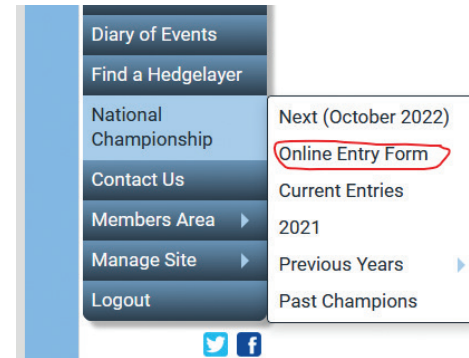 Diary of Events
Find a Hedgelayer
National
Championship
Contact Us
Members Area
Manage Site
Logout
Next (October 2022)
Online Entry Form
Current Entries
2021
Previous Years
Past Champions